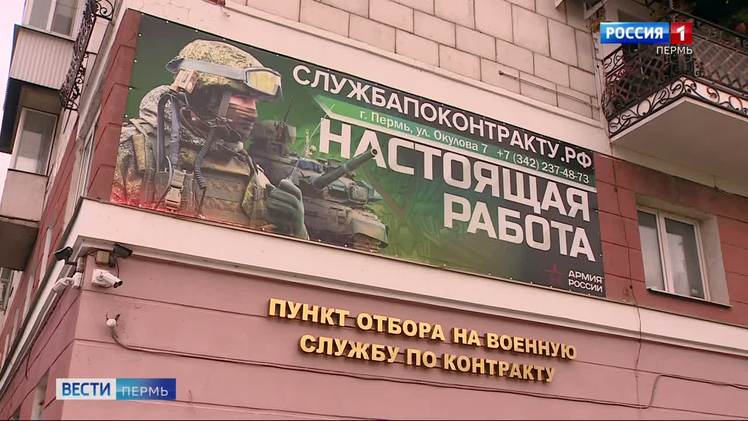 РОССИЯ 1
ПЕРМЬ
СЛУЖБАПОКОНТРАКТУ.РФ
г. Пермь, ул. Окулова 7 +7 (342) 237-48-73
НАСТОЯЩАЯ
РАБОТА
АРМИЯ
РОССИИ
ПУНКТ ОТБОРА НА ВОЕННУЮ
СЛУЖБУ ПО КОНТРАКТУ
ВЕСТИ ПЕРМЬ